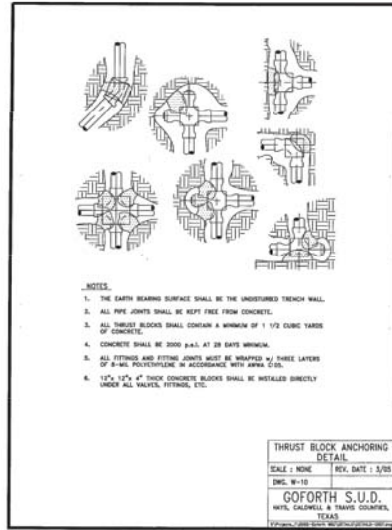 NOTES
1. THE EARTH BEARING SURFACE SHALL BE THE UNDISTURBED TRENCH WALL.
2. ALL PIPE JOINTS SHALL BE KEPT FREE FROM CONCRETE.
3. ALL THRUST BLOCKS SHALL CONTAIN A MINIMUM OF 1 1/2 CUBIC YARDS
OF CONCRETE.
4. CONCRETE SHALL BE 2000 p.s.i. AT 28 DAYS MINIMUM.
5. ALL FITTINGS AND FITTING JOINTS MUST BE WRAPPED w/ THREE LAYERS
OF 8-MIL POLYETHYLENE IN ACCORDANCE WITH AWWA C105.
6. 12"x 12"x 4" THICK CONCRETE BLOCKS SHALL BE INSTALLED DIRECTLY
UNDER ALL VALVES, FITTINGS, ETC.
THRUST BLOCK ANCHORING
DETAIL
SCALE : NONE REV. DATE : 3/05
DWG. W-10
GOFORTH S.U.D.
HAYS, CALDWELL & TRAVIS COUNTIES,
TEXAS